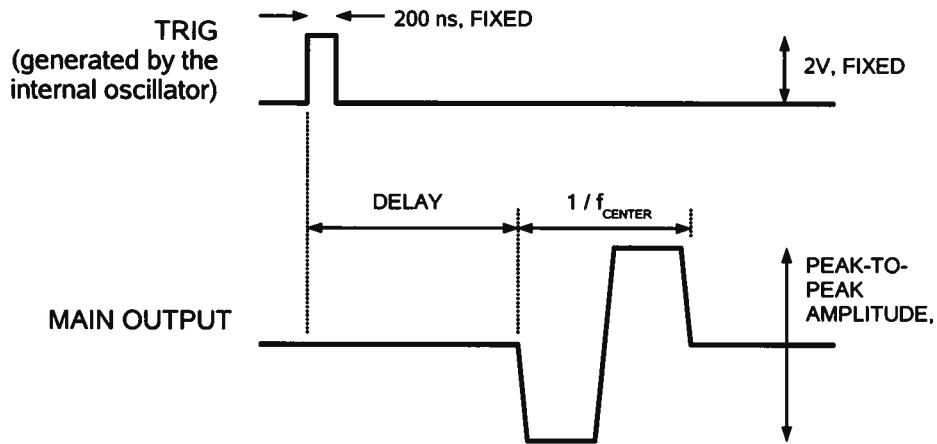 TRIG
(generated by the
internal oscillator)
200 ns, FIXED
2V, FIXED
DELAY
1 / fCENTER
MAIN OUTPUT
PEAK-TO-
PEAK
AMPLITUDE,